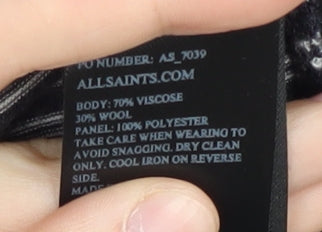 PO NUMBER: AS_7039
ALLSAINTS.COM
BODY: 70% VISCOSE
30% WOOL
PANEL: 100% POLYESTER
TAKE CARE WHEN WEARING TO
AVOID SNAGGING. DRY CLEAN
ONLY. COOL IRON ON REVERSE
SIDE.
MADE